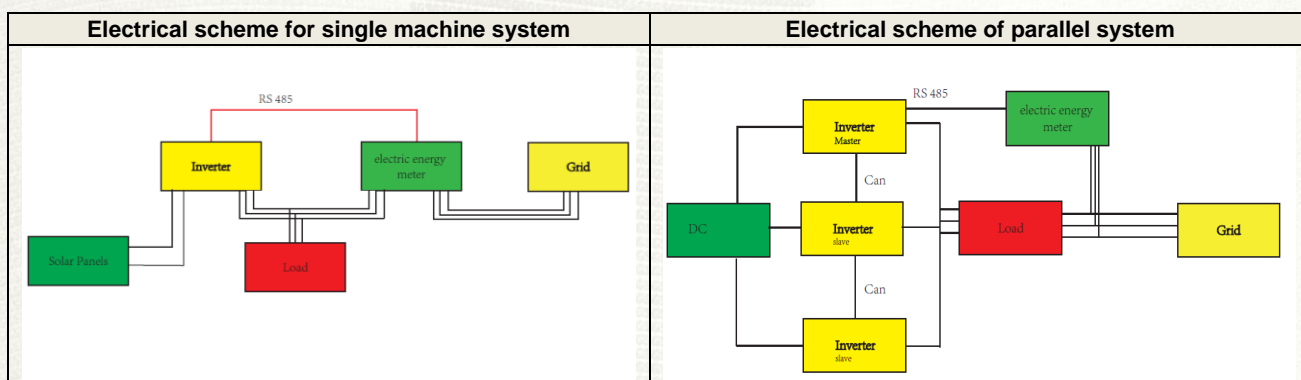 Electrical scheme for single machine system
Electrical scheme of parallel system
RS 485
Inverter
electric energy
meter
Grid
Solar Panels
Load
RS 485
Inverter
Master
electric energy
meter
Can
DC
Inverter
slave
Load
Grid
Can
Inverter
slave